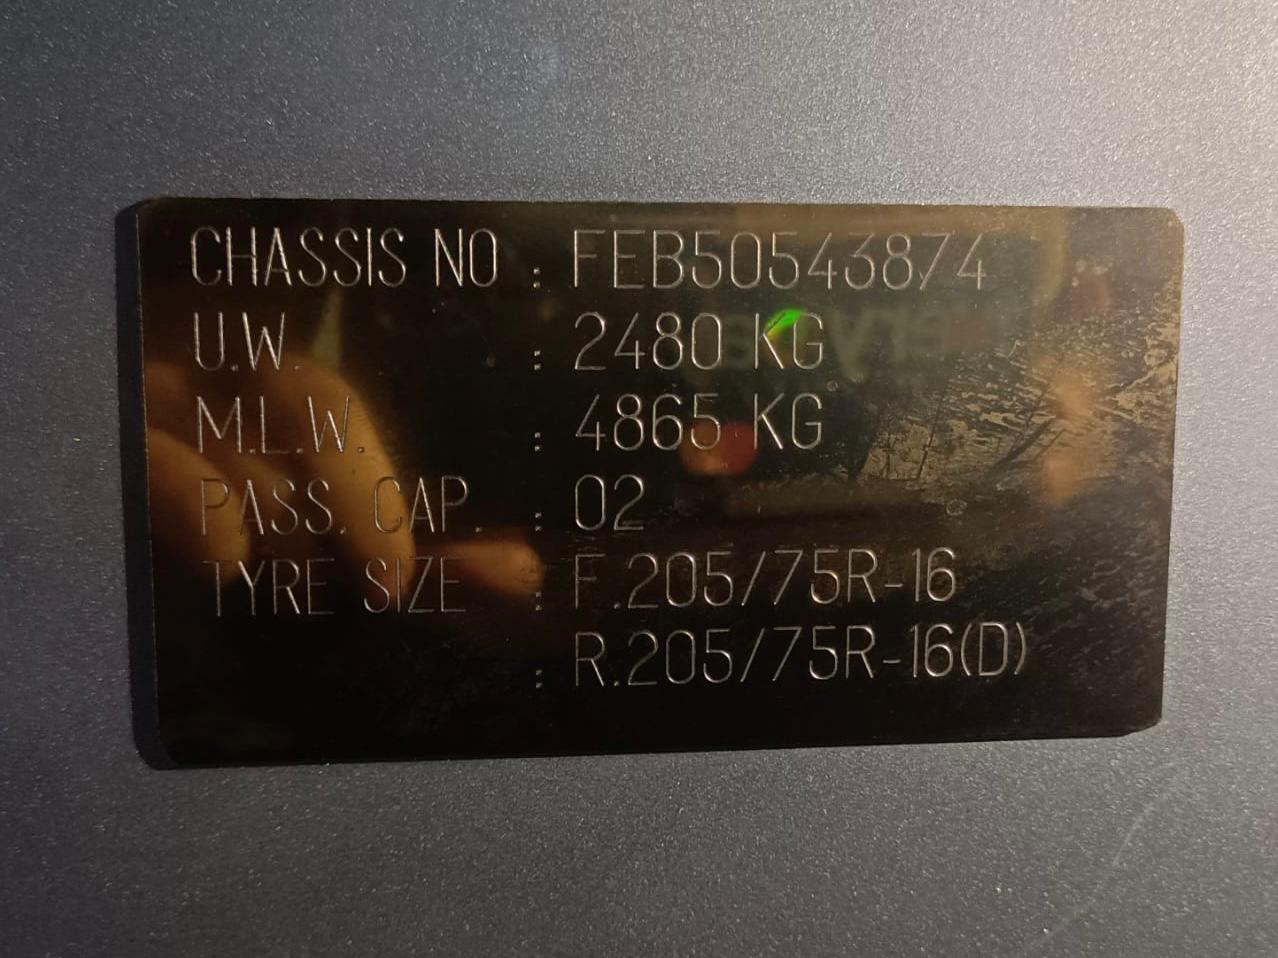 CHASSIS NO : FEB50543874
U.W. : 2480 KG
M.L.W. : 4865 KG
PASS. CAP. : 02
TYRE SIZE : F.205/75R-16
: R.205/75R-16(D)